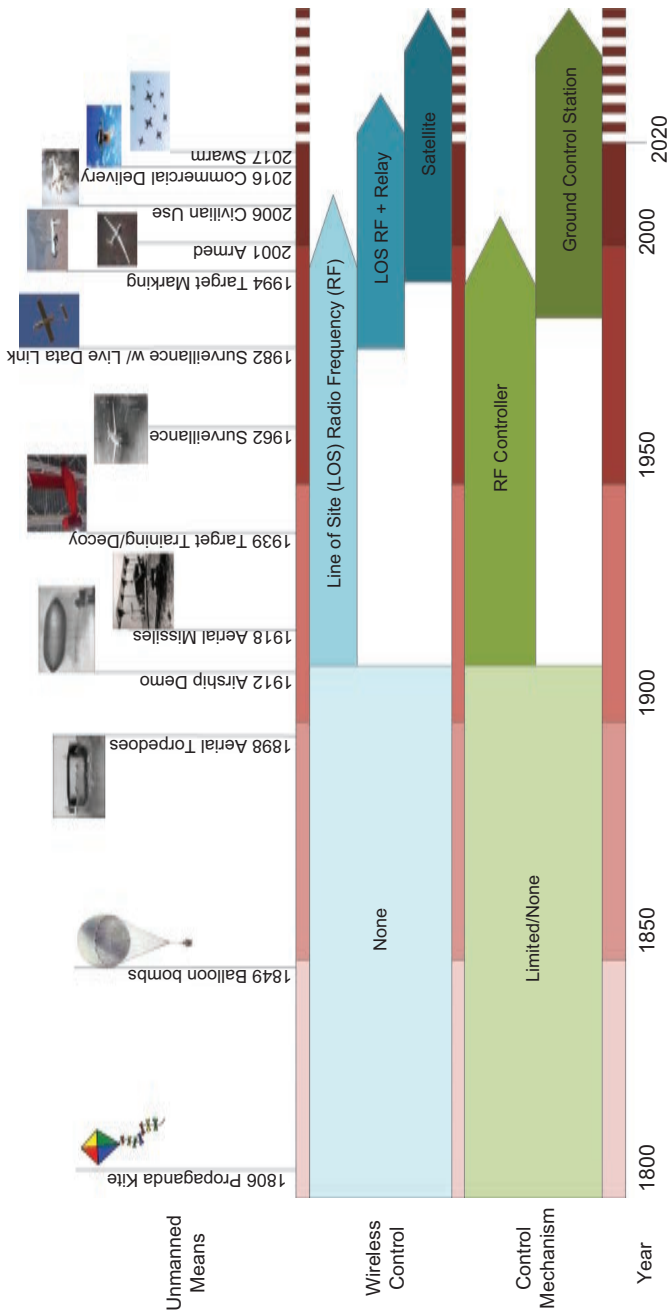 Unmanned
Means
1806 Propaganda Kite
1849 Balloon bombs
1898 Aerial Torpedoes
1912 Airship Demo
1918 Aerial Missiles
1939 Target Training/Decoy
1962 Surveillance
1982 Surveillance w/ Live Data Link
1994 Target Marking
2001 Armed
2006 Civilian Use
2016 Commercial Delivery
2017 Swarm
Wireless
Control
None
Line of Site (LOS) Radio Frequency (RF)
LOS RF + Relay
Satellite
Control
Mechanism
Limited/None
RF Controller
Ground Control Station
Year
1800
1850
1900
1950
2000
2020